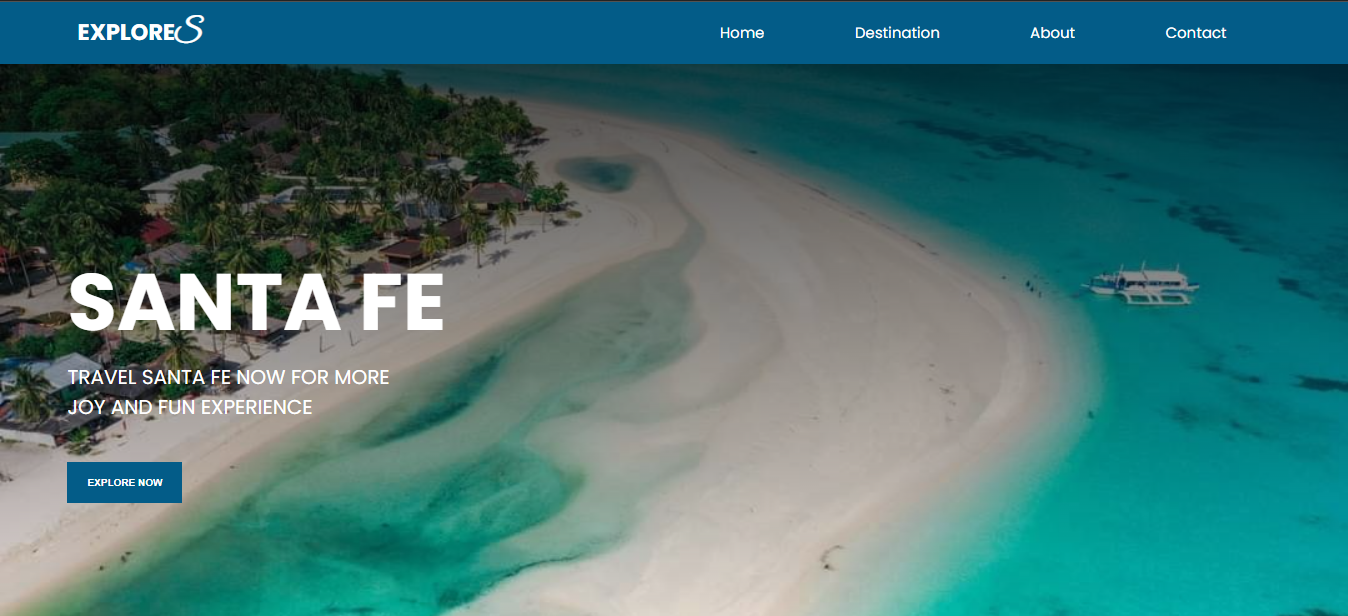 EXPLORES
Home
Destination
About
Contact
SANTA FE
TRAVEL SANTA FE NOW FOR MORE
JOY AND FUN EXPERIENCE
EXPLORE NOW